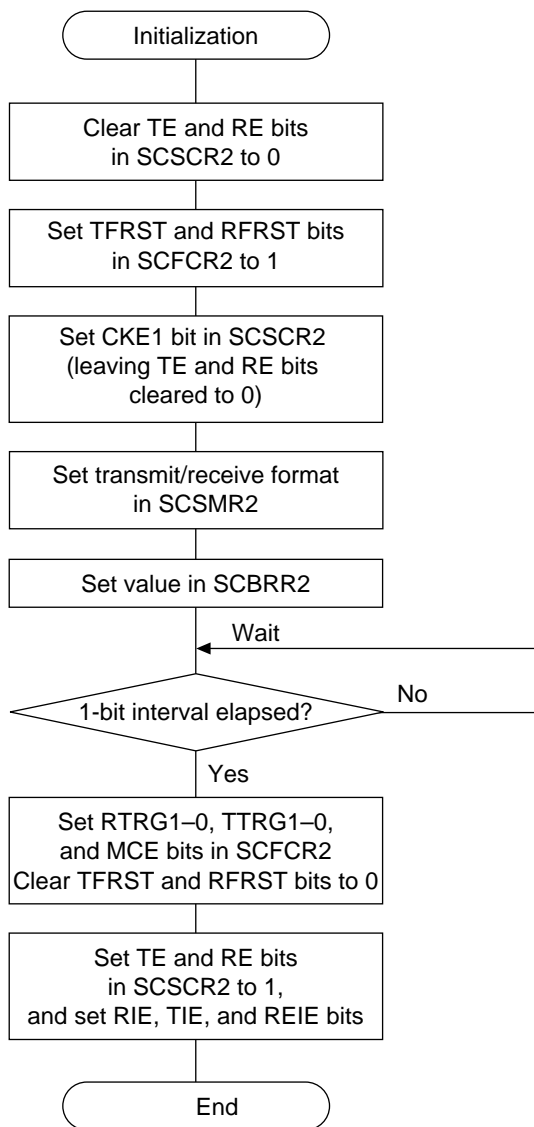 Initialization
Clear TE and RE bits
in SCSCR2 to 0
Set TFRST and RFRST bits
in SCFCR2 to 1
Set CKE1 bit in SCSCR2
(leaving TE and RE bits
cleared to 0)
Set transmit/receive format
in SCSMR2
Set value in SCBRR2
Wait
1-bit interval elapsed?
No
Yes
Set RTRG1–0, TTRG1–0,
and MCE bits in SCFCR2
Clear TFRST and RFRST bits to 0
Set TE and RE bits
in SCSCR2 to 1,
and set RIE, TIE, and REIE bits
End